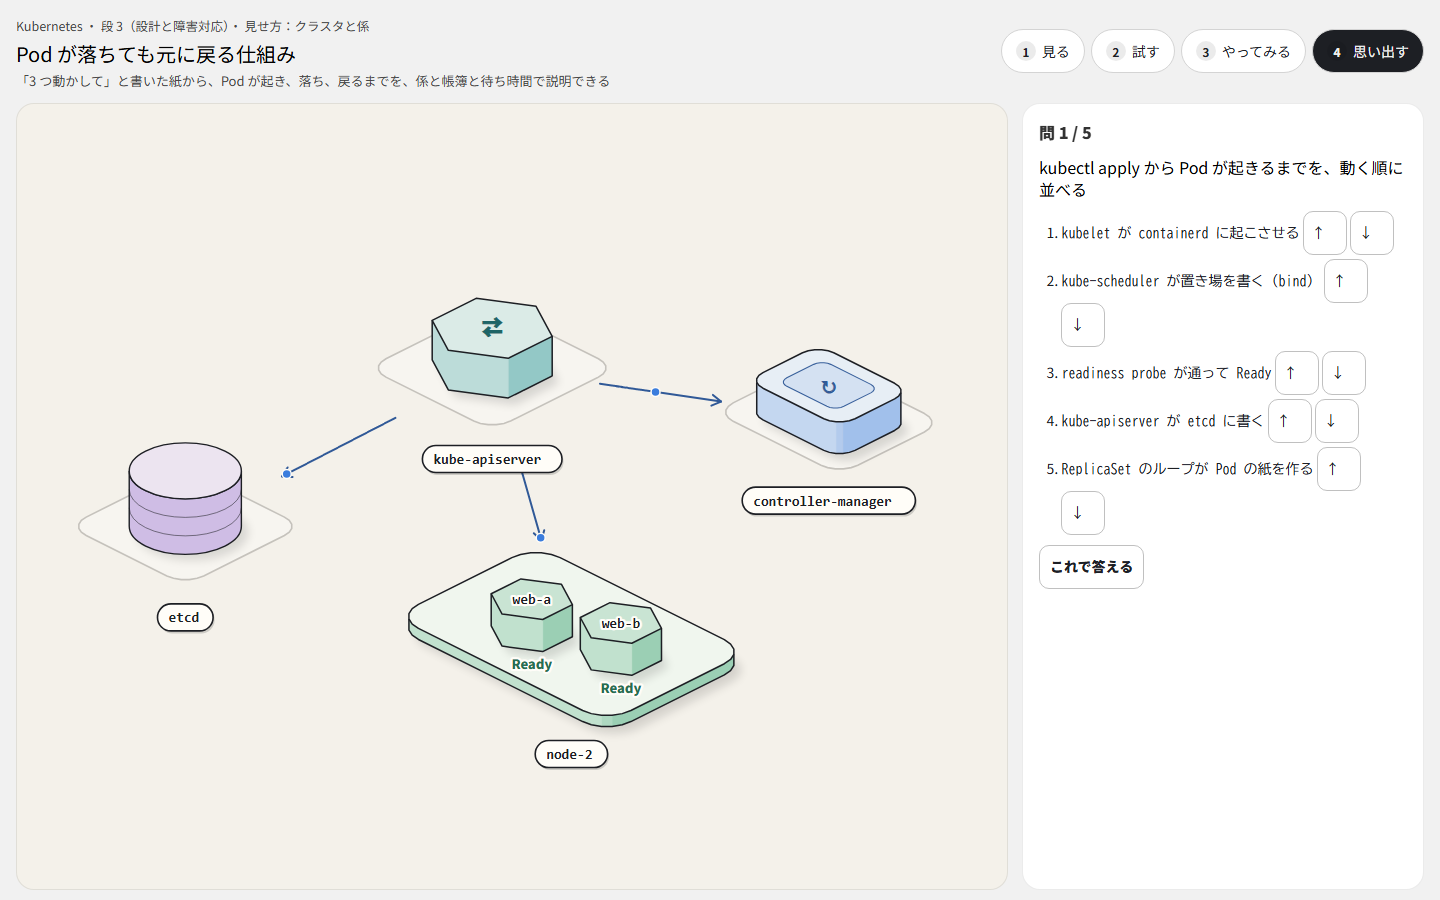 Kubernetes ・ 段 3（設計と障害対応）・ 見せ方：クラスタと係
Pod が落ちても元に戻る仕組み
「3 つ動かして」と書いた紙から、Pod が起き、落ち、戻るまでを、係と帳簿と待ち時間で説明できる
1 見る
2 試す
3 やってみる
4 思い出す
kube-apiserver
controller-manager
etcd
web-a
Ready
web-b
Ready
node-2
問 1 / 5
kubectl apply から Pod が起きるまでを、動く順に
並べる
1. kubelet が containerd に起こさせる ↑ ↓
2. kube-scheduler が置き場を書く（bind） ↑
↓
3. readiness probe が通って Ready ↑ ↓
4. kube-apiserver が etcd に書く ↑ ↓
5. ReplicaSet のループが Pod の紙を作る ↑
↓
これで答える